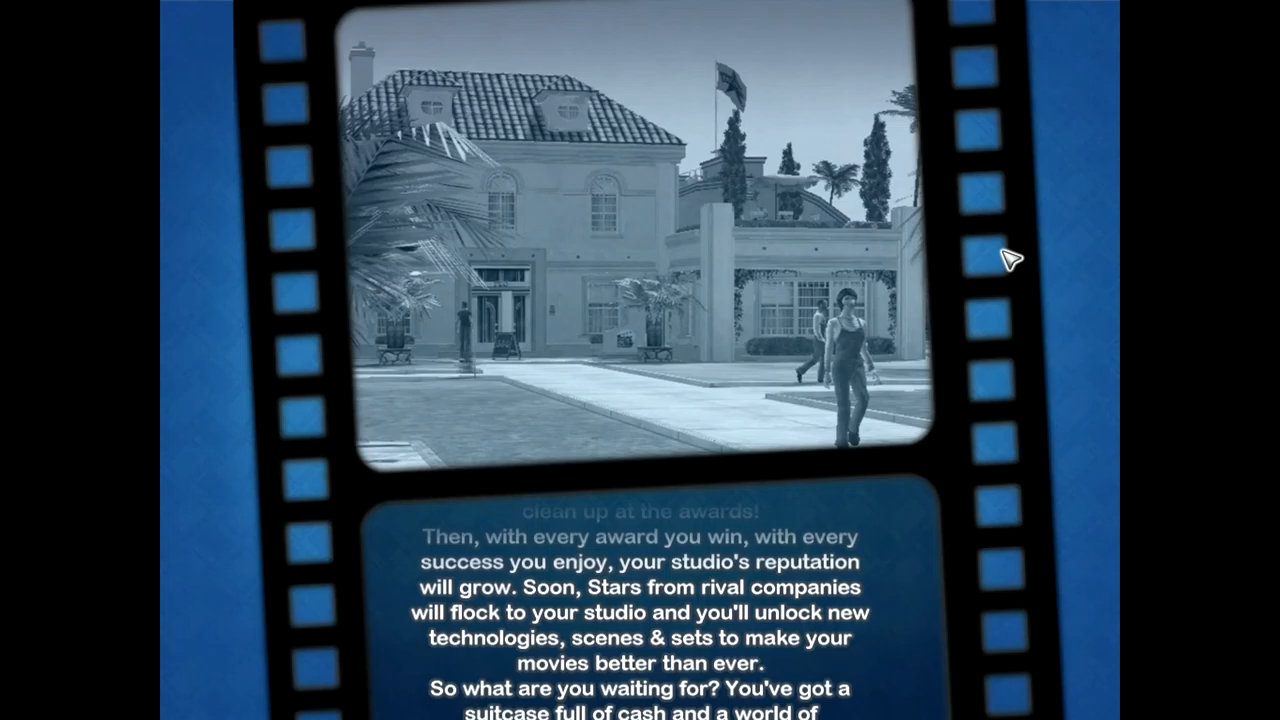 clean up at the awards!
Then, with every award you win, with every
success you enjoy, your studio's reputation
will grow. Soon, Stars from rival companies
will flock to your studio and you'll unlock new
technologies, scenes & sets to make your
movies better than ever.
So what are you waiting for? You've got a
suitcase full of cash and a world of